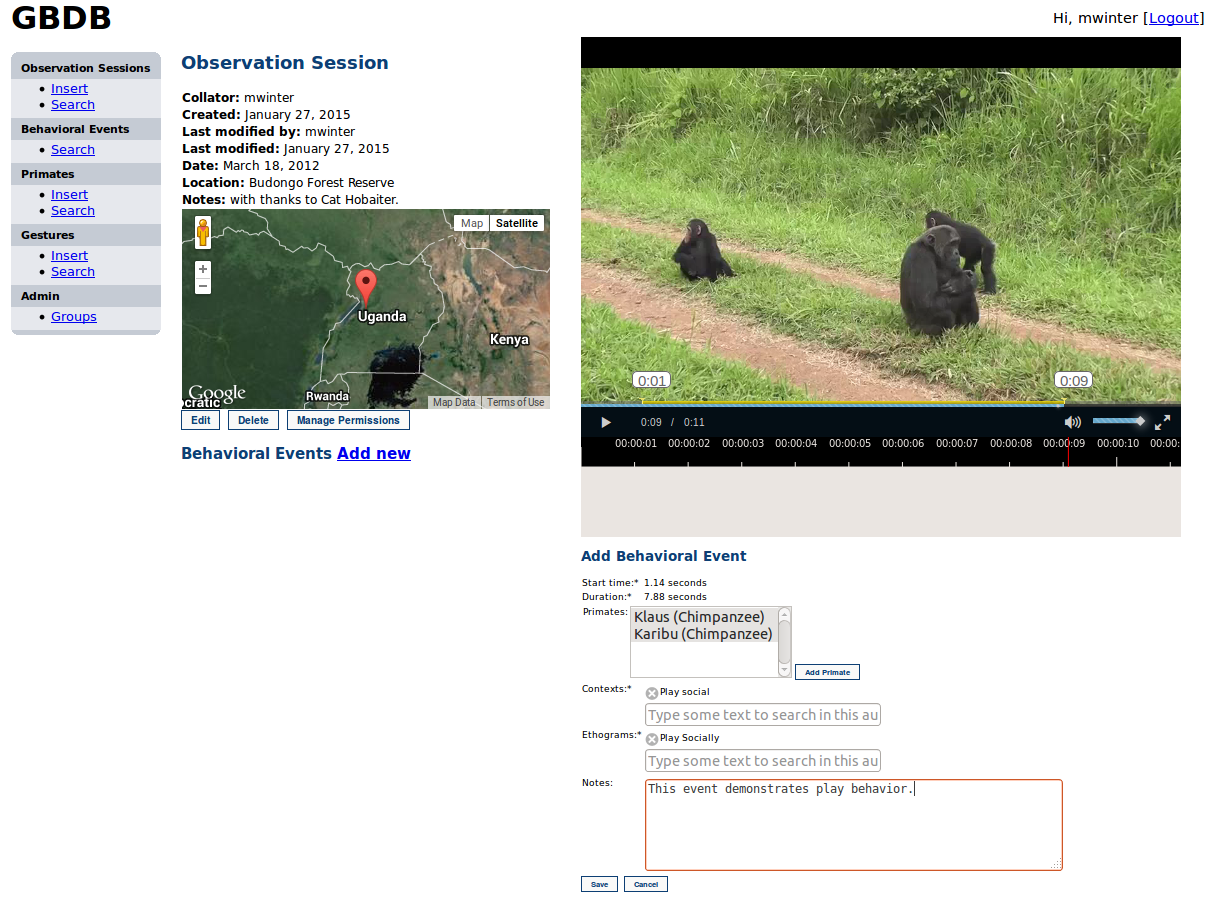 GBDB
Hi, mwinter [Logout]
Observation Sessions
Insert
Search
Behavioral Events
Search
Primates
Insert
Search
Gestures
Insert
Search
Admin
Groups
Observation Session
Collator: mwinter
Created: January 27, 2015
Last modified by: mwinter
Last modified: January 27, 2015
Date: March 18, 2012
Location: Budongo Forest Reserve
Notes: with thanks to Cat Hobaiter.
Map Satellite
+
−
Uganda
Kenya
Rwanda
Google
ocratic
Map Data Terms of Use
Edit Delete Manage Permissions
Behavioral Events Add new
0:01 0:09
0:09 / 0:11
00:00:01 00:00:02 00:00:03 00:00:04 00:00:05 00:00:06 00:00:07 00:00:08 00:00:09 00:00:10 00:00:
Add Behavioral Event
Start time:* 1.14 seconds
Duration:* 7.88 seconds
Primates: Klaus (Chimpanzee)
Karibu (Chimpanzee)
Add Primate
Contexts:* Play social
Type some text to search in this au
Ethograms:* Play Socially
Type some text to search in this au
Notes: This event demonstrates play behavior.
Save Cancel